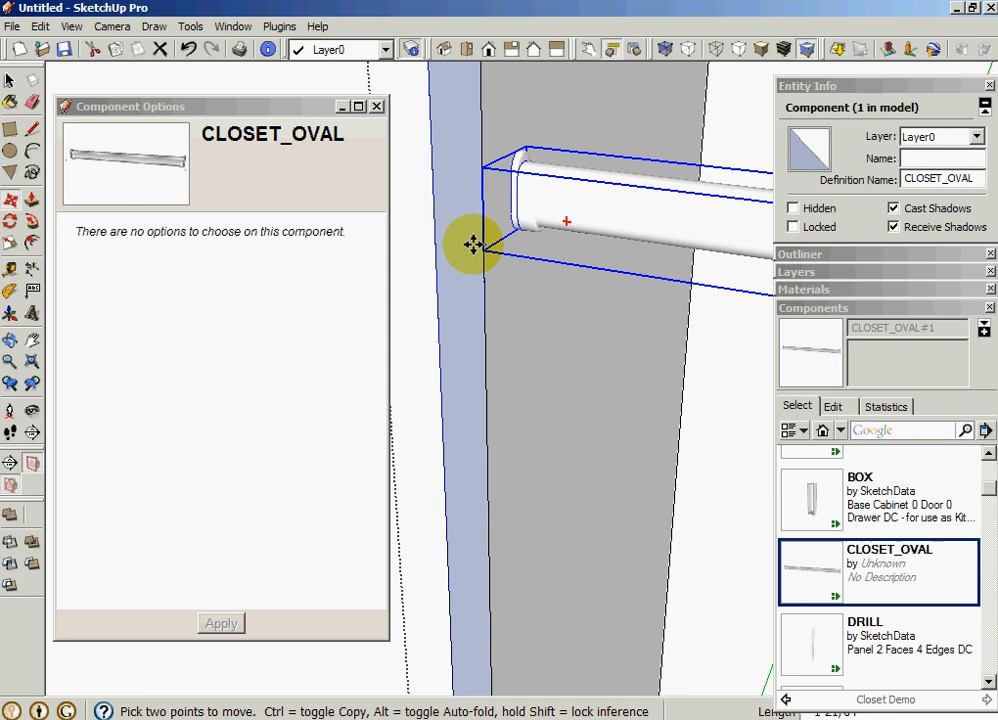 Untitled - SketchUp Pro
File Edit View Camera Draw Tools Window Plugins Help
Layer0
Component Options
CLOSET_OVAL
There are no options to choose on this component.
Apply
Entity Info
Component (1 in model)
Layer: Layer0
Name:
Definition Name: CLOSET_OVAL
Hidden Cast Shadows
Locked Receive Shadows
Outliner
Layers
Materials
Components
CLOSET_OVAL#1
Select Edit Statistics
Google
BOX
by SketchData
Base Cabinet 0 Door 0
Drawer DC - for use as Kit...
CLOSET_OVAL
by Unknown
No Description
DRILL
by SketchData
Panel 2 Faces 4 Edges DC
Closet Demo
Pick two points to move. Ctrl = toggle Copy, Alt = toggle Auto-fold, hold Shift = lock inference